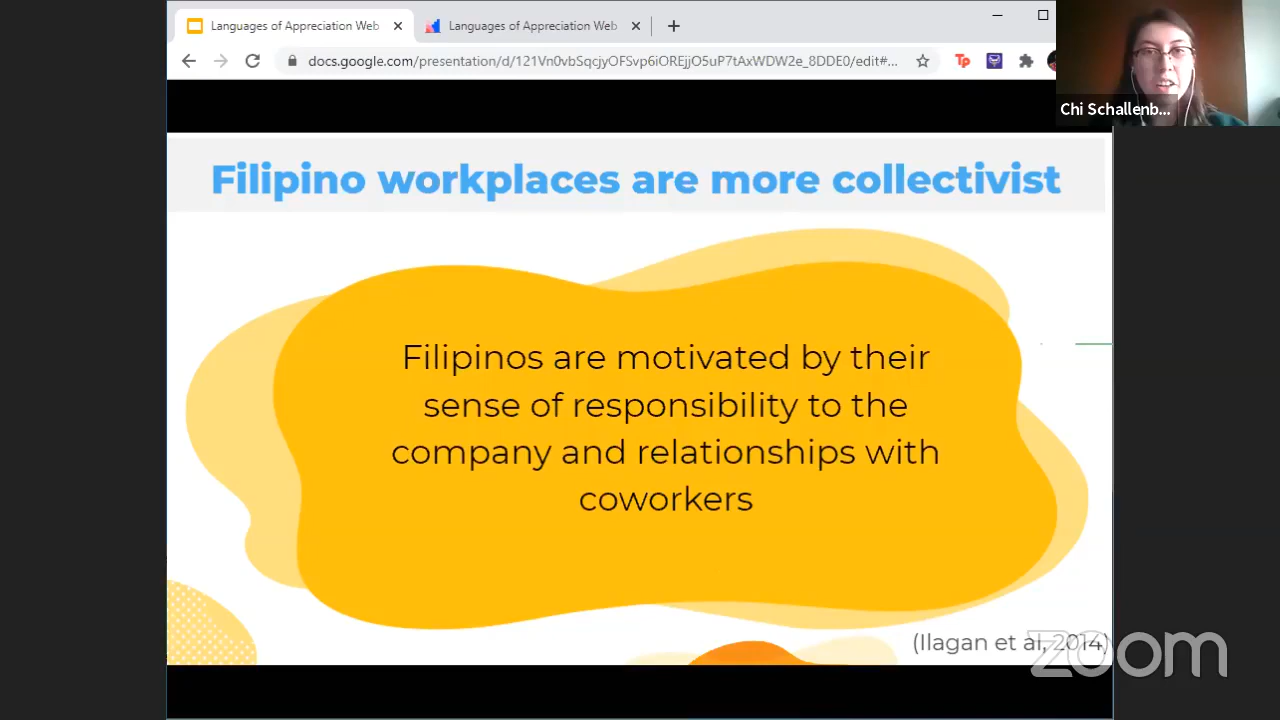 Languages of Appreciation Web
Languages of Appreciation Web
docs.google.com/presentation/d/121Vn0vbSqcjyOFSvp6iOREjjO5uP7tAxWDW2e_8DDE0/edit#...
Tp
Chi Schallenb...
Filipino workplaces are more collectivist
Filipinos are motivated by their
sense of responsibility to the
company and relationships with
coworkers
(Ilagan et al, 2014)
zoom